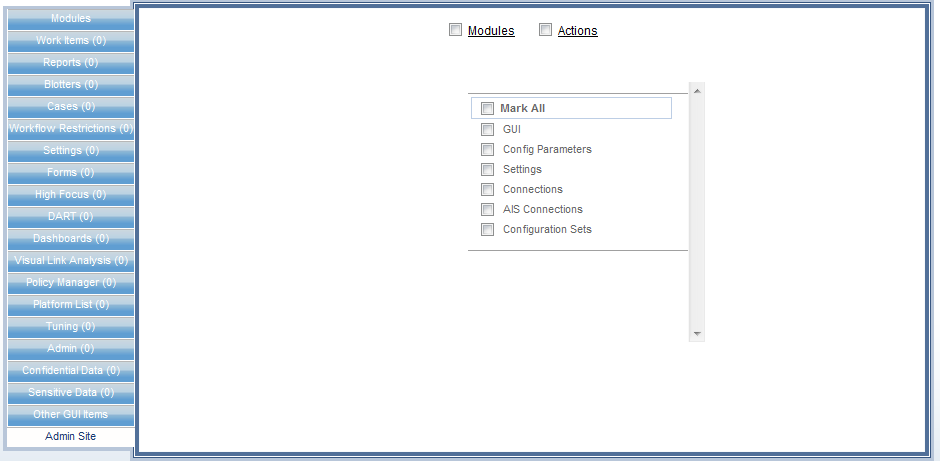 Modules
Work Items (0)
Reports (0)
Blotters (0)
Cases (0)
Workflow Restrictions (0)
Settings (0)
Forms (0)
High Focus (0)
DART (0)
Dashboards (0)
Visual Link Analysis (0)
Policy Manager (0)
Platform List (0)
Tuning (0)
Admin (0)
Confidential Data (0)
Sensitive Data (0)
Other GUI Items
Admin Site
Modules Actions
Mark All
GUI
Config Parameters
Settings
Connections
AIS Connections
Configuration Sets